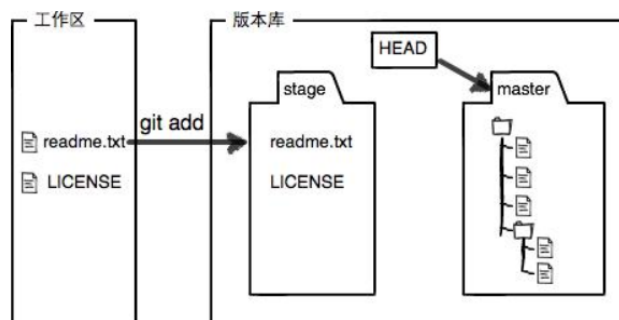 工作区
版本库
HEAD
stage
master
git add
readme.txt
readme.txt
LICENSE
LICENSE